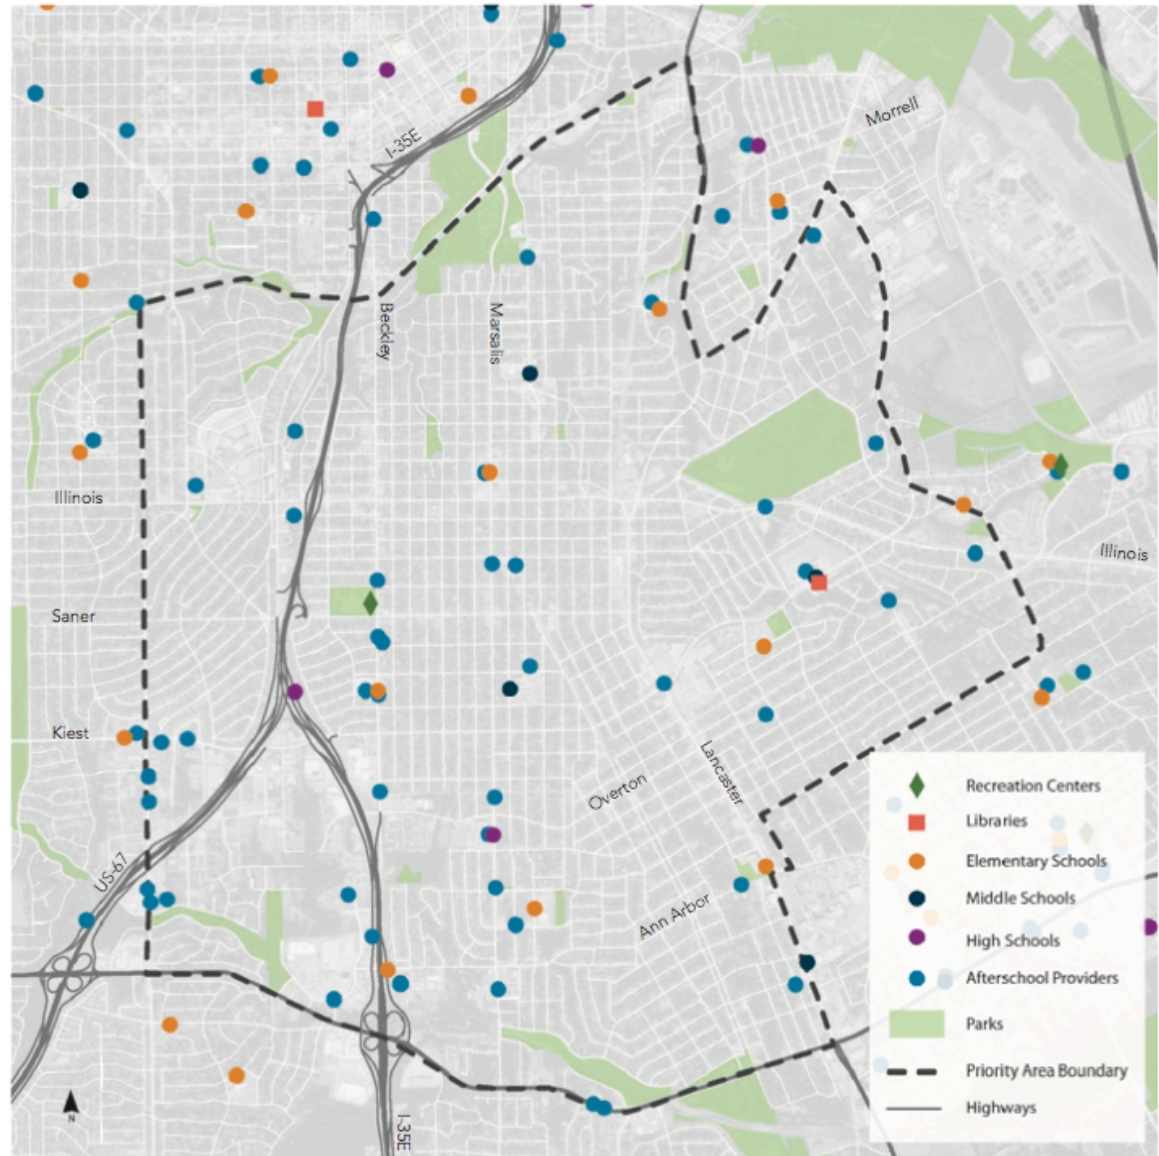 Morrell
I-35E
Beckley
Marsalis
Illinois
Illinois
Saner
Kiest
Lancaster
Overton
US-67
Ann Arbor
I-35E
N
Recreation Centers
Libraries
Elementary Schools
Middle Schools
High Schools
Afterschool Providers
Parks
Priority Area Boundary
Highways